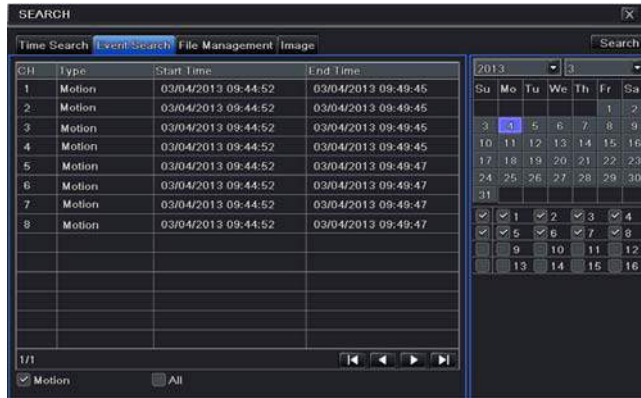 SEARCH
Time Search Event Search File Management Image Search
CH Type Start Time End Time
1 Motion 03/04/2013 09:44:52 03/04/2013 09:49:45
2 Motion 03/04/2013 09:44:52 03/04/2013 09:49:45
3 Motion 03/04/2013 09:44:52 03/04/2013 09:49:45
4 Motion 03/04/2013 09:44:52 03/04/2013 09:49:45
5 Motion 03/04/2013 09:44:52 03/04/2013 09:49:47
6 Motion 03/04/2013 09:44:52 03/04/2013 09:49:47
7 Motion 03/04/2013 09:44:52 03/04/2013 09:49:47
8 Motion 03/04/2013 09:44:52 03/04/2013 09:49:47
1/1
Motion All
2013 3
Su Mo Tu We Th Fr Sa
1 2
3 4 5 6 7 8 9
10 11 12 13 14 15 16
17 18 19 20 21 22 23
24 25 26 27 28 29 30
31
1 2 3 4
5 6 7 8
9 10 11 12
13 14 15 16